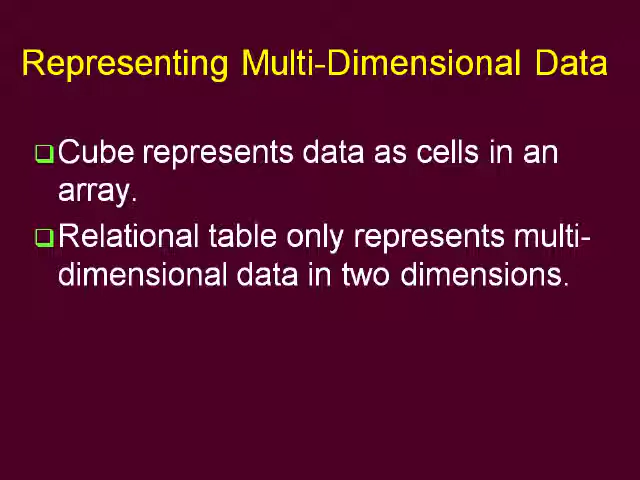 Representing Multi-Dimensional Data
Cube represents data as cells in an
array.
Relational table only represents multi-
dimensional data in two dimensions.